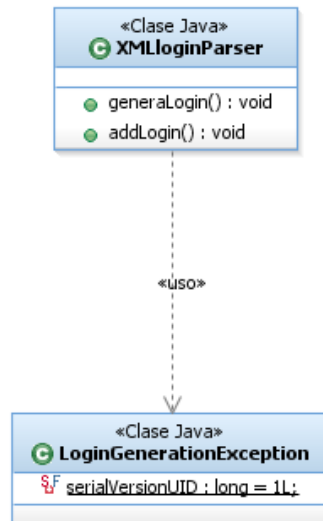 «Clase Java»
XMLloginParser
generaLogin() : void
addLogin() : void
«uso»
«Clase Java»
LoginGenerationException
serialVersionUID : long = 1L;